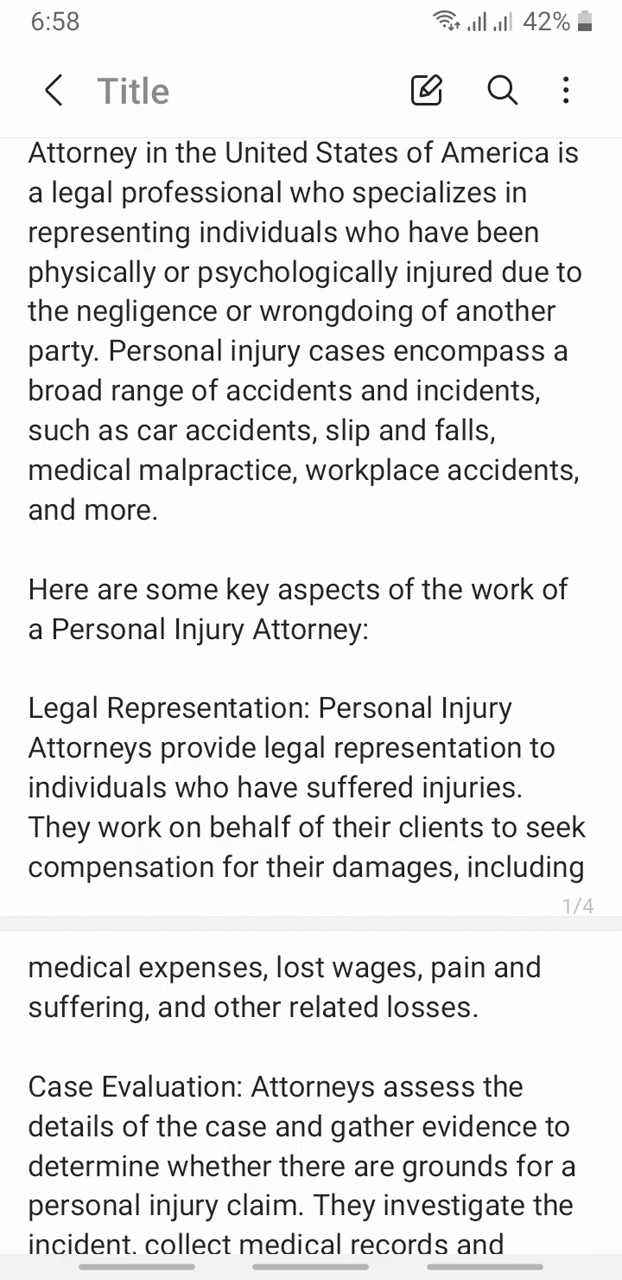 6:58
42%
Title
Attorney in the United States of America is
a legal professional who specializes in
representing individuals who have been
physically or psychologically injured due to
the negligence or wrongdoing of another
party. Personal injury cases encompass a
broad range of accidents and incidents,
such as car accidents, slip and falls,
medical malpractice, workplace accidents,
and more.
Here are some key aspects of the work of
a Personal Injury Attorney:
Legal Representation: Personal Injury
Attorneys provide legal representation to
individuals who have suffered injuries.
They work on behalf of their clients to seek
compensation for their damages, including
1/4
medical expenses, lost wages, pain and
suffering, and other related losses.
Case Evaluation: Attorneys assess the
details of the case and gather evidence to
determine whether there are grounds for a
personal injury claim. They investigate the
incident, collect medical records and